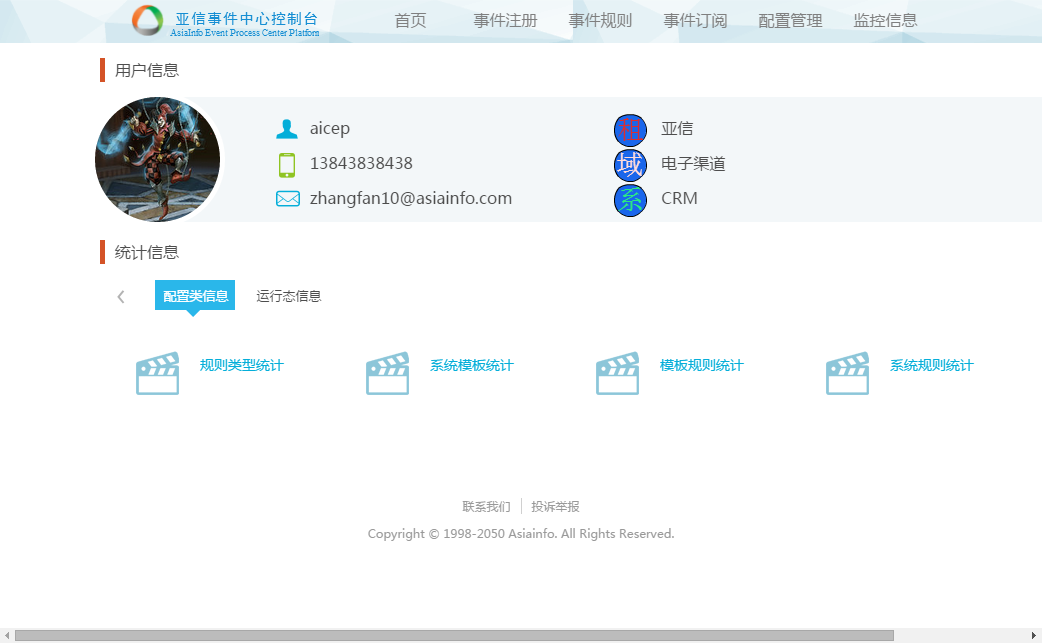 亚信事件中心控制台
AsiaInfo Event Process Center Platform
首页 事件注册 事件规则 事件订阅 配置管理 监控信息
用户信息
aicep 租 亚信
13843838438 域 电子渠道
zhangfan10@asiainfo.com 系 CRM
统计信息
配置类信息 运行态信息
规则类型统计 系统模板统计 模板规则统计 系统规则统计
联系我们 投诉举报
Copyright © 1998-2050 Asiainfo. All Rights Reserved.